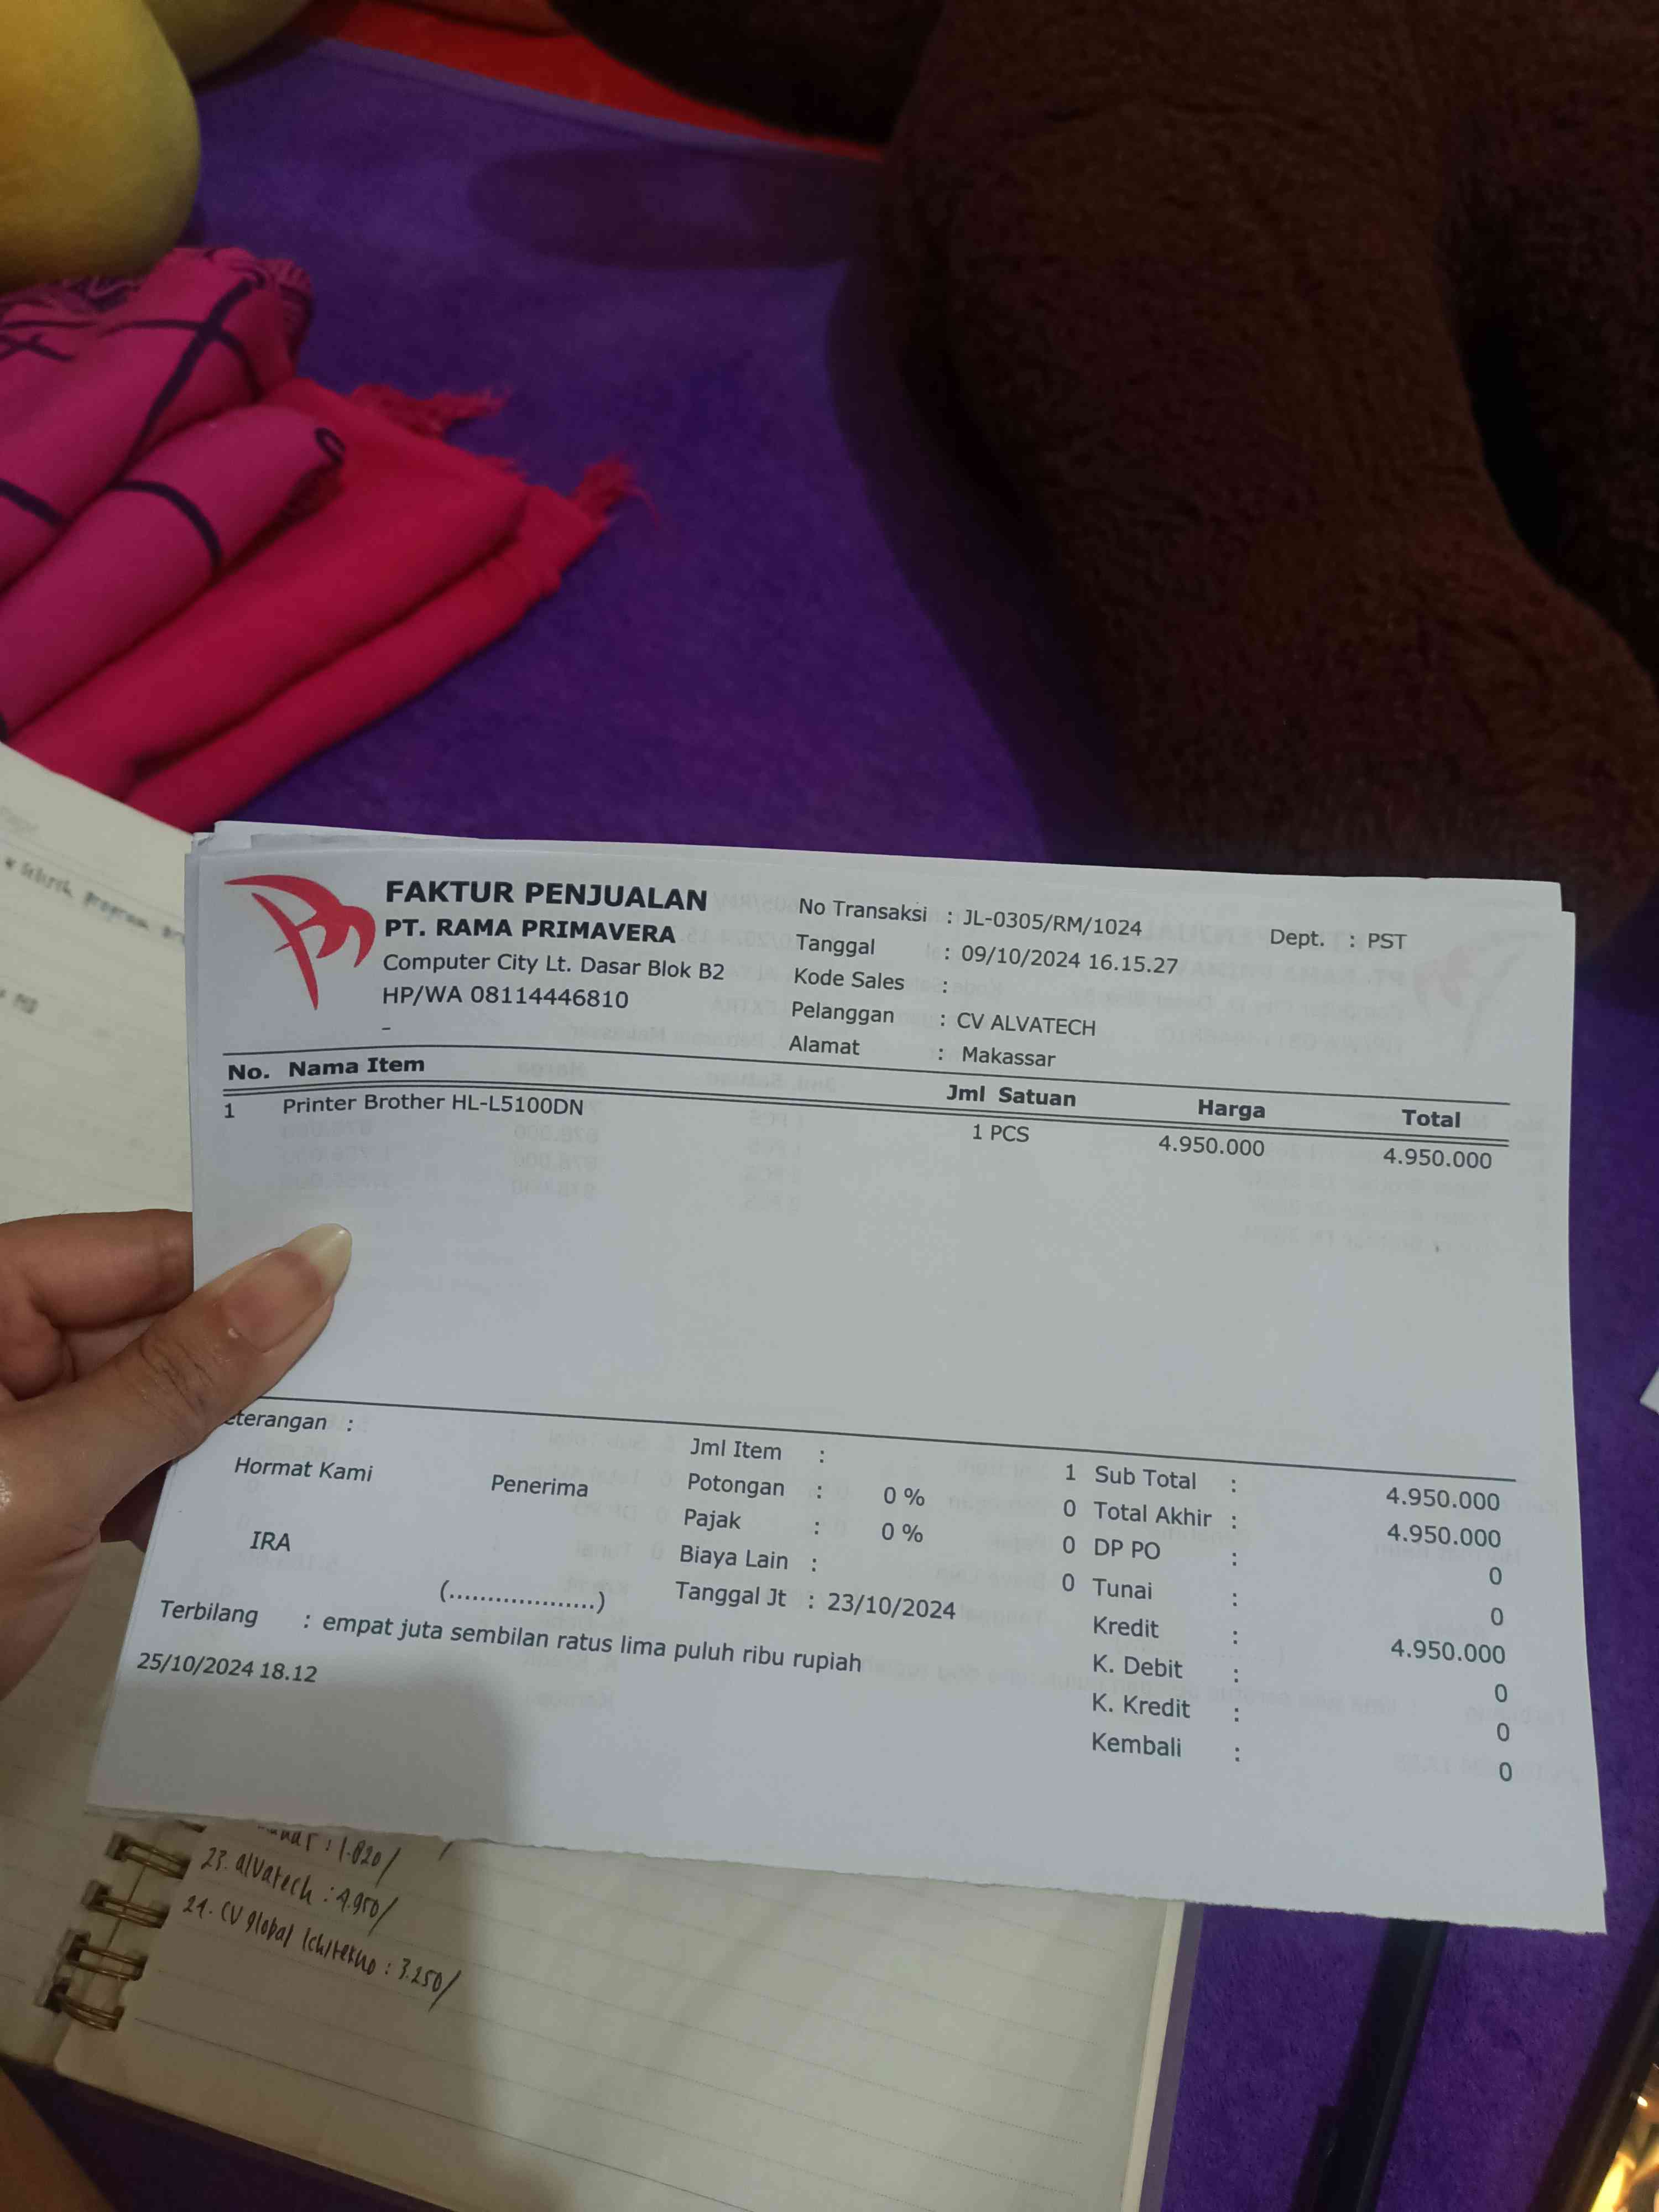 FAKTUR PENJUALAN
PT. RAMA PRIMAVERA
Computer City Lt. Dasar Blok B2
HP/WA 08114446810
-
No Transaksi : JL-0305/RM/1024 Dept. : PST
Tanggal : 09/10/2024 16.15.27
Kode Sales :
Pelanggan : CV ALVATECH
Alamat : Makassar
No. Nama Item Jml Satuan Harga Total
1 Printer Brother HL-L5100DN 1 PCS 4.950.000 4.950.000
eterangan :
Hormat Kami Penerima
IRA
(...................)
Jml Item : 1
Potongan : 0 % 0
Pajak : 0 % 0
Biaya Lain : 0
Tanggal Jt : 23/10/2024
Sub Total : 4.950.000
Total Akhir : 4.950.000
DP PO : 0
Tunai : 0
Kredit : 4.950.000
K. Debit : 0
K. Kredit : 0
Kembali : 0
Terbilang : empat juta sembilan ratus lima puluh ribu rupiah
25/10/2024 18.12
: 1.820/
23. alvatech : 4.950/
24. CV global : 3.250/